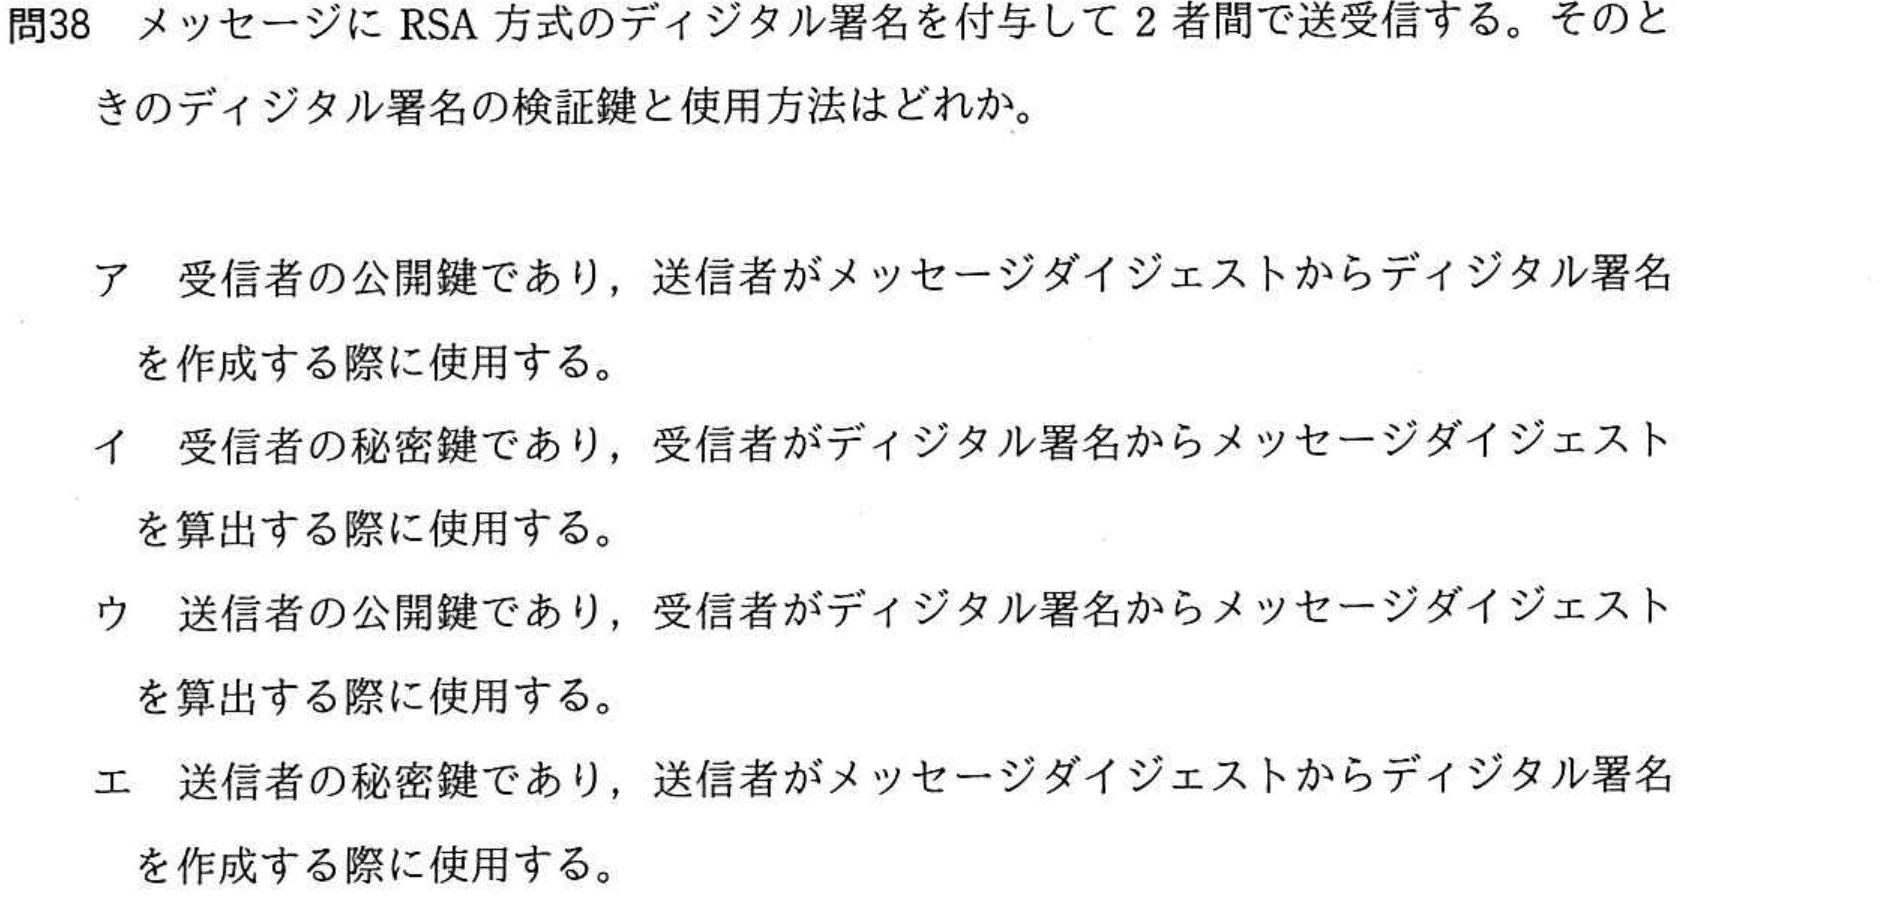 問38　メッセージに RSA 方式のディジタル署名を付与して 2 者間で送受信する。そのと
きのディジタル署名の検証鍵と使用方法はどれか。
ア　受信者の公開鍵であり，送信者がメッセージダイジェストからディジタル署名
を作成する際に使用する。
イ　受信者の秘密鍵であり，受信者がディジタル署名からメッセージダイジェスト
を算出する際に使用する。
ウ　送信者の公開鍵であり，受信者がディジタル署名からメッセージダイジェスト
を算出する際に使用する。
エ　送信者の秘密鍵であり，送信者がメッセージダイジェストからディジタル署名
を作成する際に使用する。